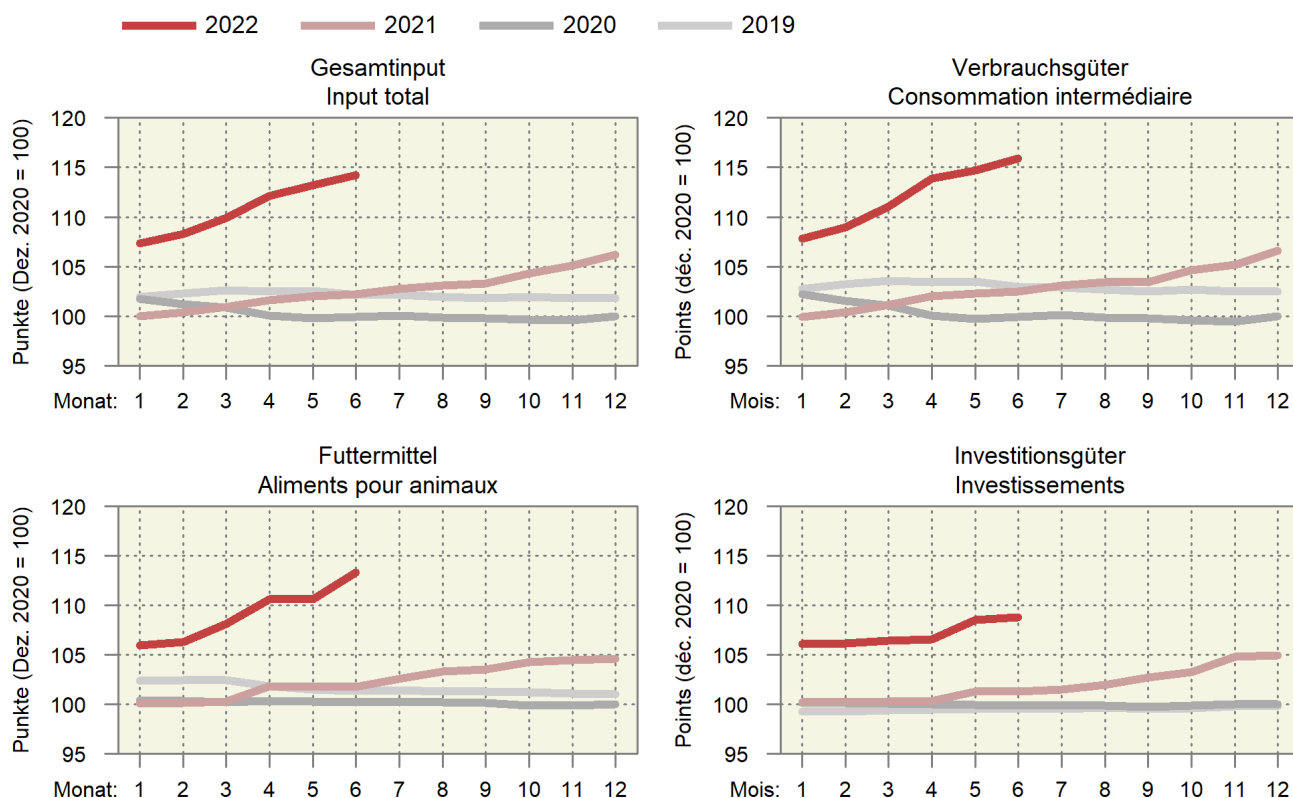 2022 2021 2020 2019
Gesamtinput
Input total
Punkte (Dez. 2020 = 100)
120
115
110
105
100
95
Monat: 1 2 3 4 5 6 7 8 9 10 11 12
Verbrauchsgüter
Consommation intermédiaire
Points (déc. 2020 = 100)
120
115
110
105
100
95
Mois: 1 2 3 4 5 6 7 8 9 10 11 12
Futtermittel
Aliments pour animaux
Punkte (Dez. 2020 = 100)
120
115
110
105
100
95
Monat: 1 2 3 4 5 6 7 8 9 10 11 12
Investitionsgüter
Investissements
Points (déc. 2020 = 100)
120
115
110
105
100
95
Mois: 1 2 3 4 5 6 7 8 9 10 11 12